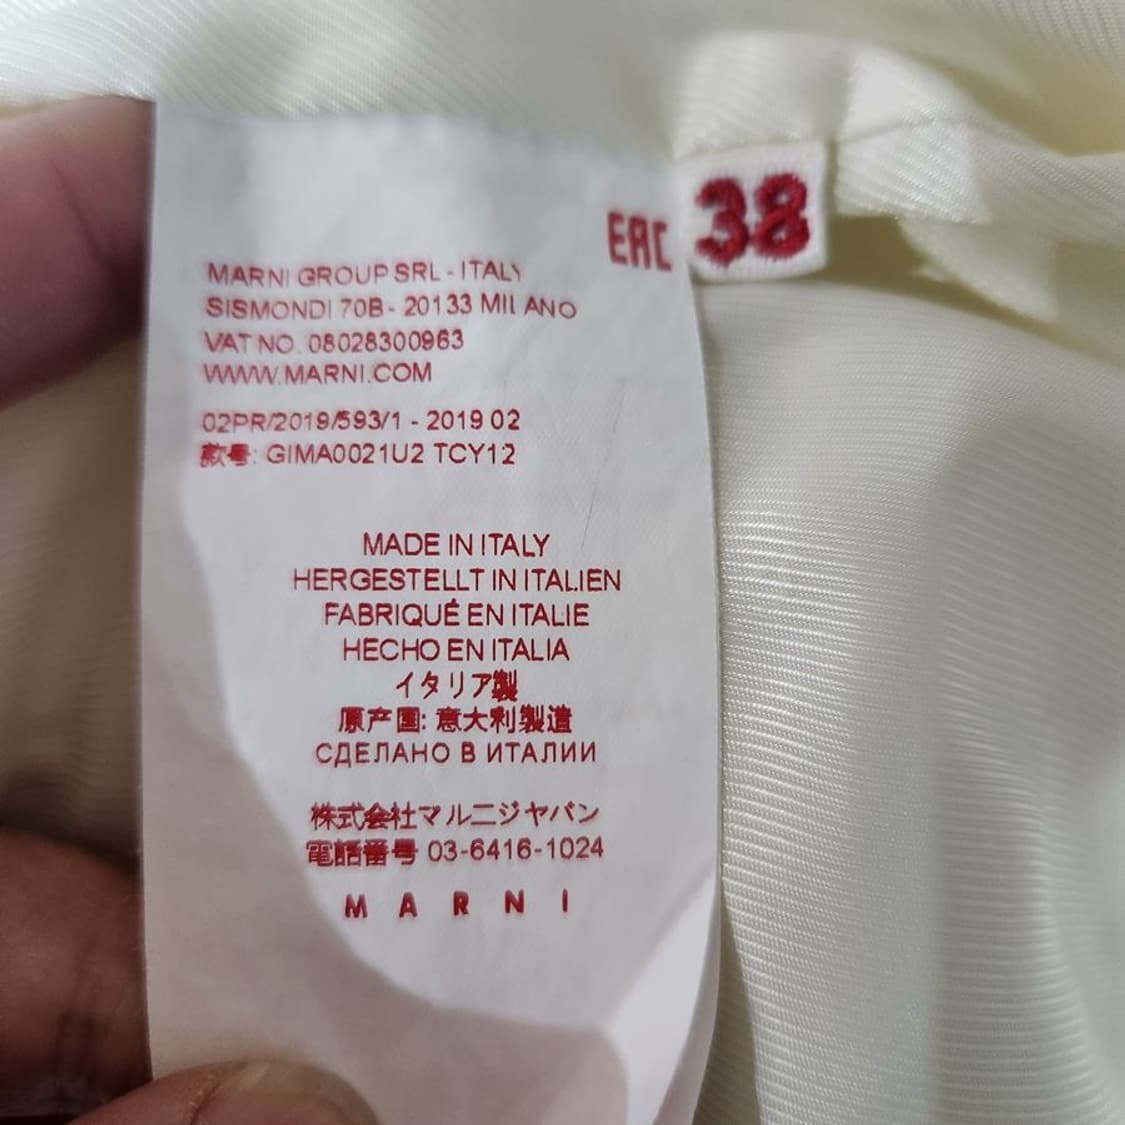 EAC 38
MARNI GROUP SRL - ITALY
SISMONDI 70B - 20133 MILANO
VAT NO. 08028300963
WWW.MARNI.COM
02PR/2019/593/1 - 2019 02
款号: GIMA0021U2 TCY12
MADE IN ITALY
HERGESTELLT IN ITALIEN
FABRIQUÉ EN ITALIE
HECHO EN ITALIA
イタリア製
原产国: 意大利製造
СДЕЛАНО В ИТАЛИИ
株式会社マルニジヤパン
電話番号 03-6416-1024
MARNI